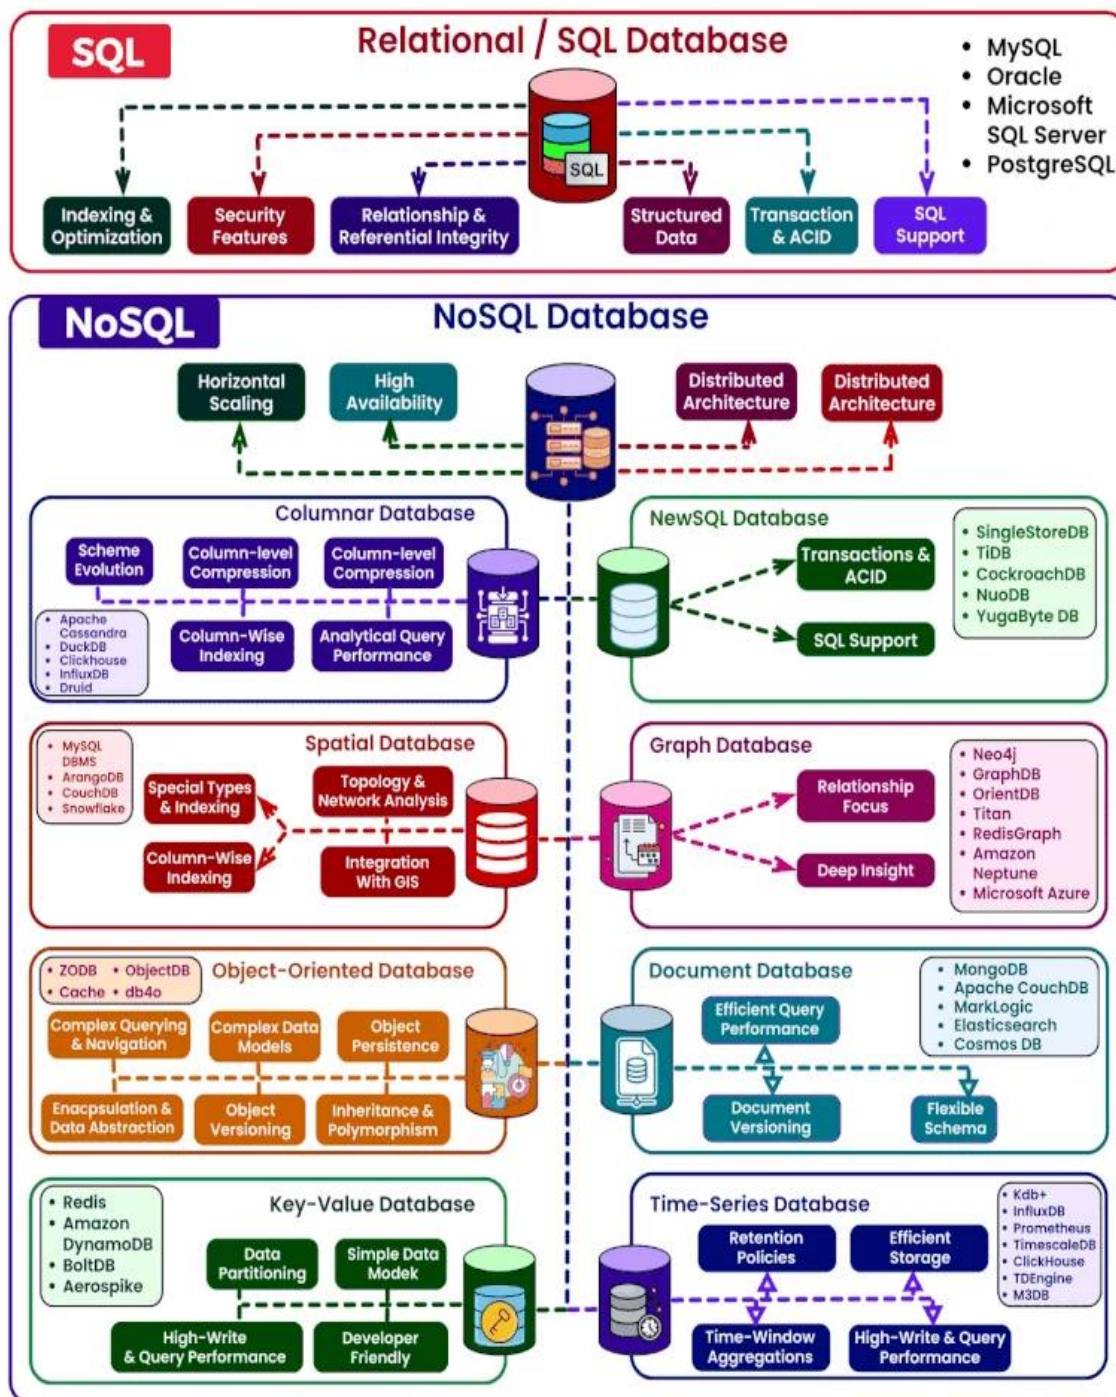 SQL
Relational / SQL Database
• MySQL
• Oracle
• Microsoft
SQL Server
• PostgreSQL
SQL
Indexing &
Optimization
Security
Features
Relationship &
Referential Integrity
Structured
Data
Transaction
& ACID
SQL
Support
NoSQL
NoSQL Database
Horizontal
Scaling
High
Availability
Distributed
Architecture
Distributed
Architecture
Columnar Database
Scheme
Evolution
Column-level
Compression
Column-level
Compression
• Apache
Cassandra
• DuckDB
• Clickhouse
• InfluxDB
• Druid
Column-Wise
Indexing
Analytical Query
Performance
NewSQL Database
Transactions &
ACID
SQL Support
• SingleStoreDB
• TiDB
• CockroachDB
• NuoDB
• YugaByte DB
• MySQL
DBMS
• ArangoDB
• CouchDB
• Snowflake
Spatial Database
Special Types
& Indexing
Topology &
Network Analysis
Column-Wise
Indexing
Integration
With GIS
Graph Database
Relationship
Focus
Deep Insight
• Neo4j
• GraphDB
• OrientDB
• Titan
• RedisGraph
• Amazon
Neptune
• Microsoft Azure
• ZODB • ObjectDB
• Cache • db4o
Object-Oriented Database
Complex Querying
& Navigation
Complex Data
Models
Object
Persistence
Enacpsulation &
Data Abstraction
Object
Versioning
Inheritance &
Polymorphism
Document Database
Efficient Query
Performance
Document
Versioning
Flexible
Schema
• MongoDB
• Apache CouchDB
• MarkLogic
• Elasticsearch
• Cosmos DB
• Redis
• Amazon
DynamoDB
• BoltDB
• Aerospike
Key-Value Database
Data
Partitioning
Simple Data
Modek
High-Write
& Query Performance
Developer
Friendly
Time-Series Database
Retention
Policies
Efficient
Storage
Time-Window
Aggregations
High-Write & Query
Performance
• Kdb+
• InfluxDB
• Prometheus
• TimescaleDB
• ClickHouse
• TDEngine
• M3DB